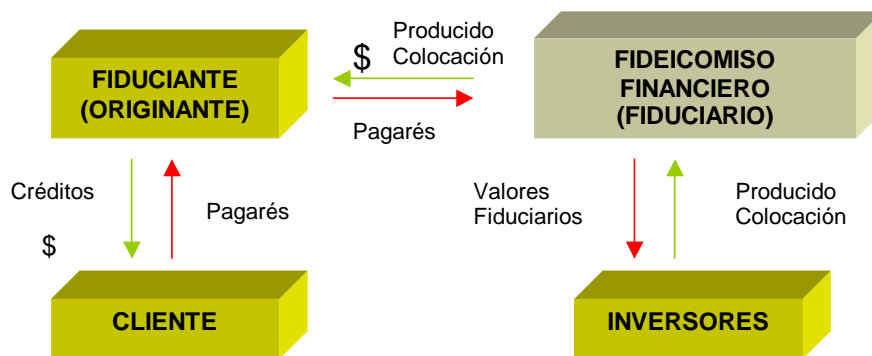 Producido
$ Colocación
FIDUCIANTE
(ORIGINANTE)
FIDEICOMISO
FINANCIERO
(FIDUCIARIO)
Pagarés
Créditos
$
Pagarés
Valores
Fiduciarios
Producido
Colocación
CLIENTE
INVERSORES